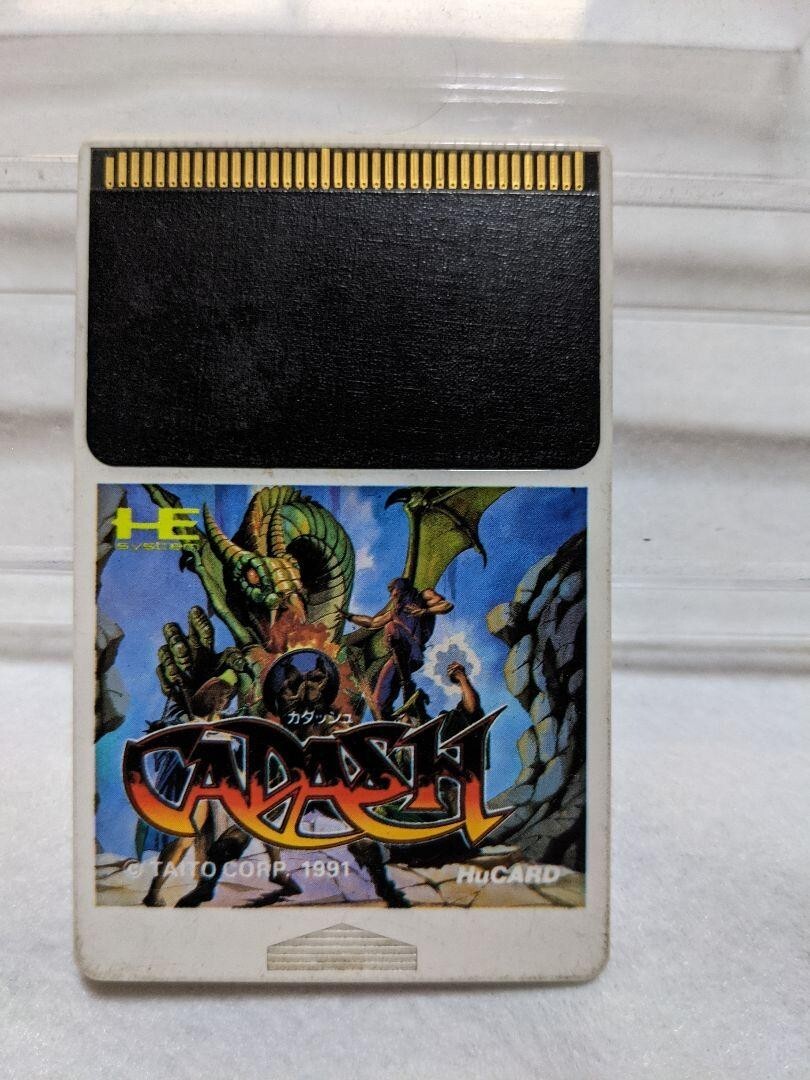 HE
system
カダッシュ
CADASH
© TAITO CORP. 1991
HuCARD